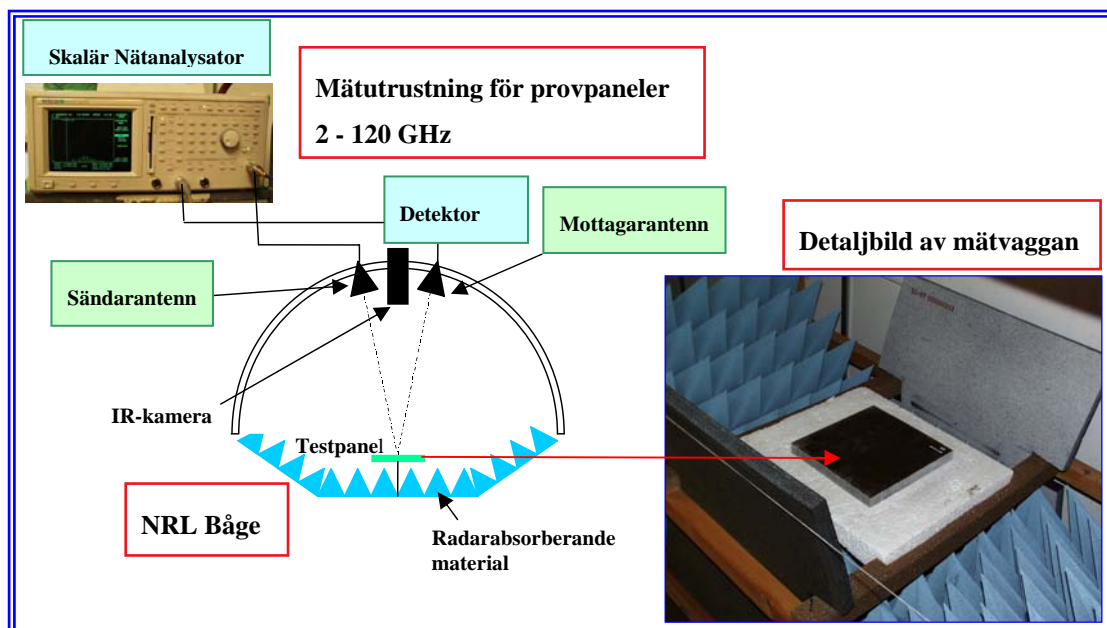 Skalär Nätanalysator
Mätutrustning för provpaneler
2 - 120 GHz
Detektor
Mottagarantenn
Detaljbild av mätvaggan
Sändarantenn
IR-kamera
Testpanel
NRL Båge
Radarabsorberande
material